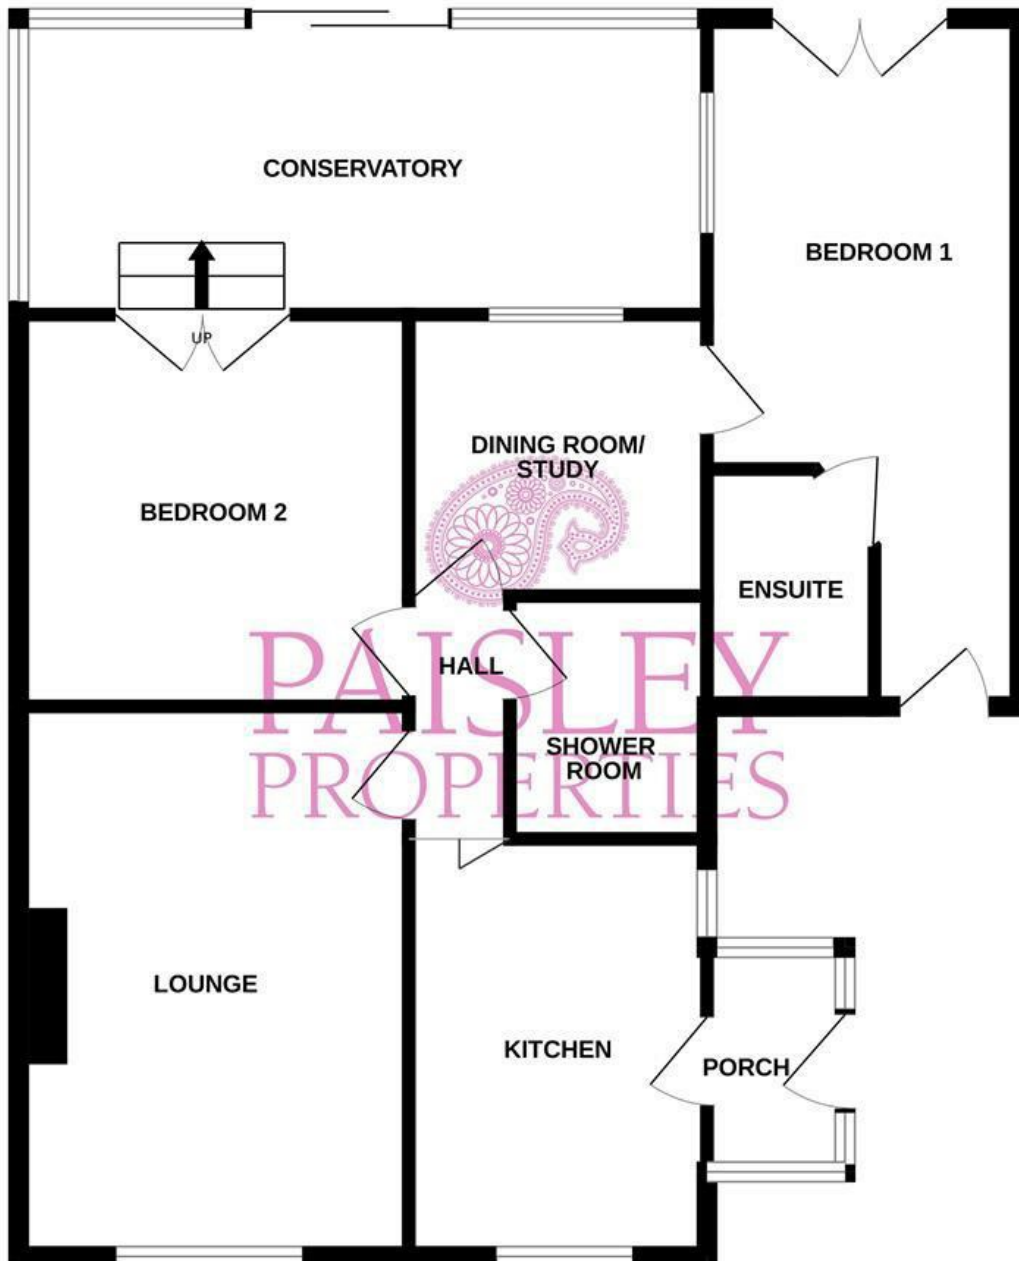 CONSERVATORY
BEDROOM 1
UP
DINING ROOM/
STUDY
BEDROOM 2
ENSUITE
PAISLEY
HALL
SHOWER
ROOM
PROPERTIES
LOUNGE
KITCHEN
PORCH